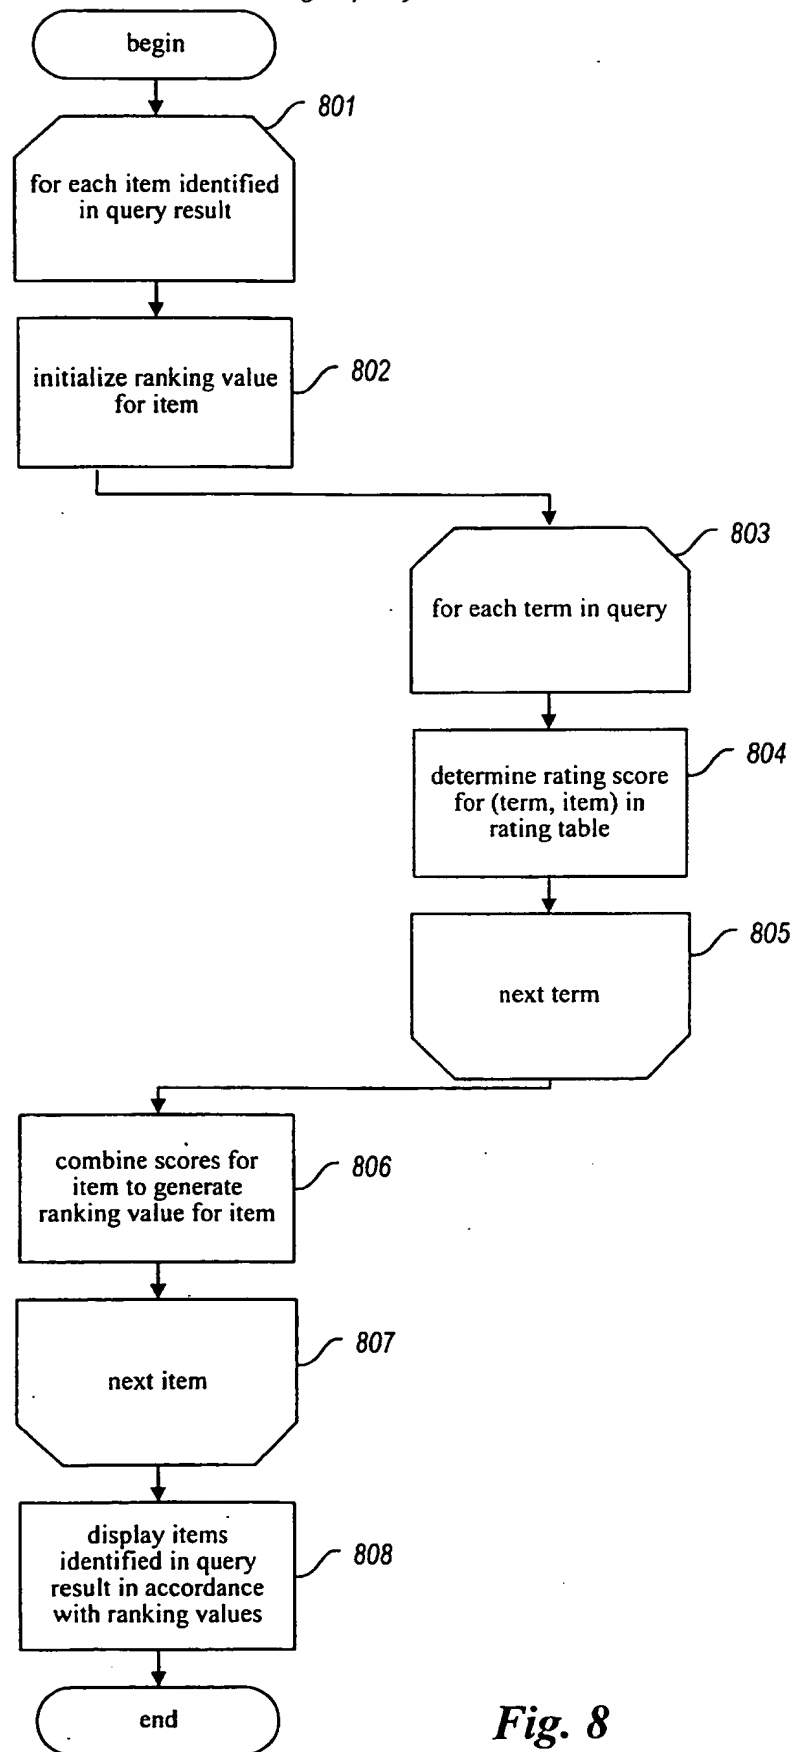 begin
801
for each item identified
in query result
initialize ranking value
for item
802
803
for each term in query
804
determine rating score
for (term, item) in
rating table
805
next term
combine scores for
item to generate
ranking value for item
806
807
next item
display items
identified in query
result in accordance
with ranking values
808
end
Fig. 8